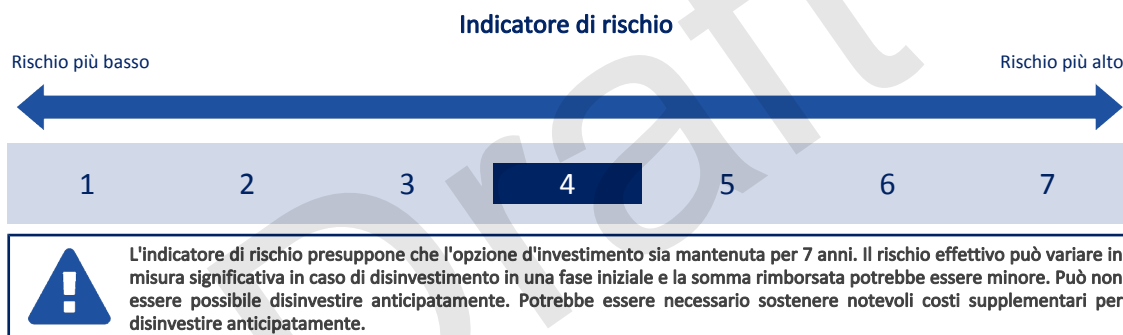 Indicatore di rischio
Rischio più basso
Rischio più alto
1 2 3 4 5 6 7
L'indicatore di rischio presuppone che l'opzione d'investimento sia mantenuta per 7 anni. Il rischio effettivo può variare in
misura significativa in caso di disinvestimento in una fase iniziale e la somma rimborsata potrebbe essere minore. Può non
essere possibile disinvestire anticipatamente. Potrebbe essere necessario sostenere notevoli costi supplementari per
disinvestire anticipatamente.
Draft